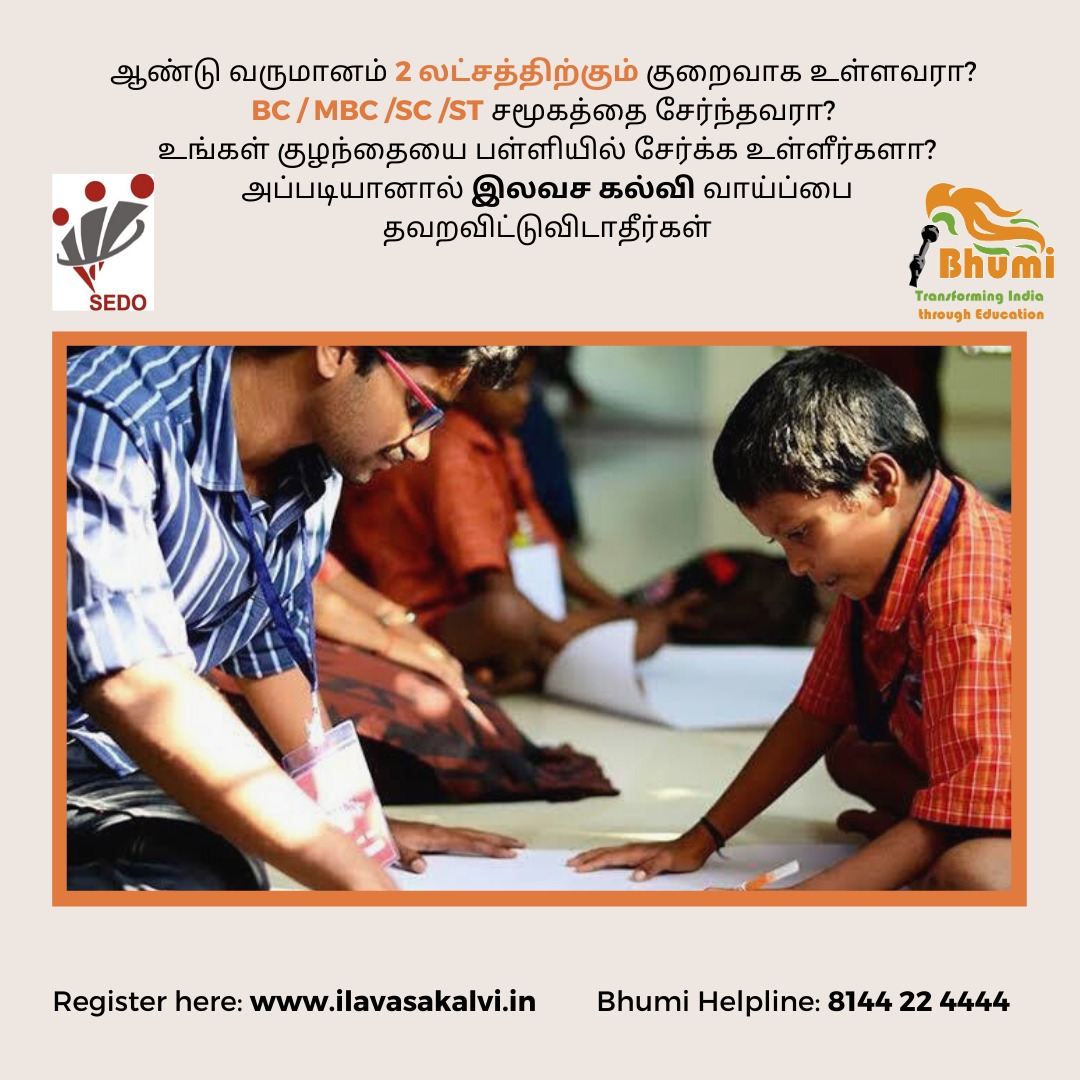 ஆண்டு வருமானம் 2 லட்சத்திற்கும் குறைவாக உள்ளவரா?
BC / MBC /SC /ST சமூகத்தை சேர்ந்தவரா?
உங்கள் குழந்தையை பள்ளியில் சேர்க்க உள்ளீர்களா?
அப்படியானால் இலவச கல்வி வாய்ப்பை
தவறவிட்டுவிடாதீர்கள்
SEDO
Bhumi
Transforming India
through Education
Register here: www.ilavasakalvi.in
Bhumi Helpline: 8144 22 4444